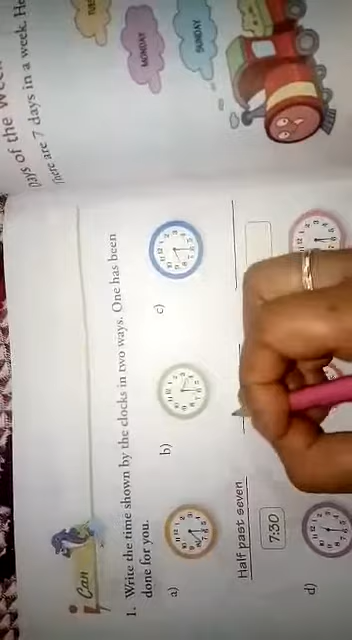 Days of the Week
There are 7 days in a week. He
MONDAY
SUNDAY
I Can
1. Write the time shown by the clocks in two ways. One has been
done for you.
a)
b)
c)
Half past seven
7:30
d)